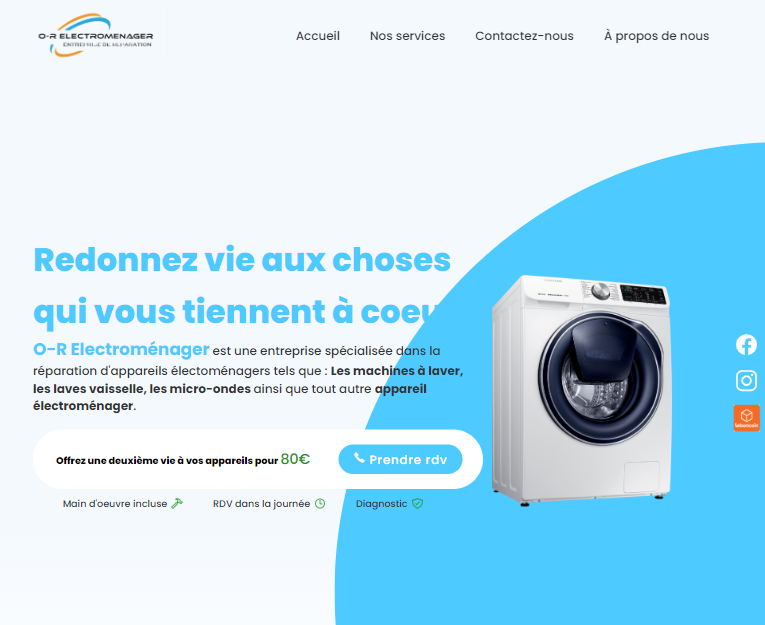 O-R ELECTROMENAGER
ENTREPRISE DE REPARATION
Accueil Nos services Contactez-nous À propos de nous
Redonnez vie aux choses
qui vous tiennent à coeu
O-R Electroménager est une entreprise spécialisée dans la
réparation d'appareils électoménagers tels que : Les machines à laver,
les laves vaisselle, les micro-ondes ainsi que tout autre appareil
électroménager.
Offrez une deuxième vie à vos appareils pour 80€
Prendre rdv
Main d'oeuvre incluse RDV dans la journée Diagnostic
leboncoin